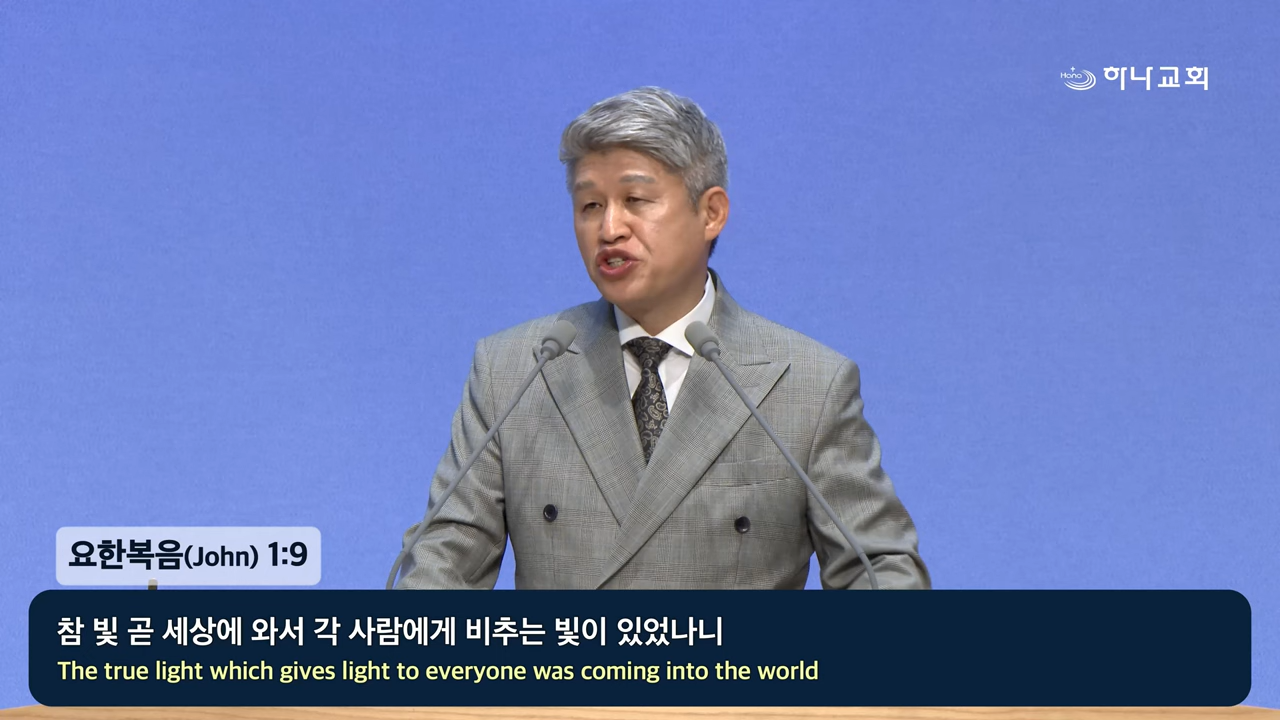 Hana 하나교회
요한복음(John) 1:9
참 빛 곧 세상에 와서 각 사람에게 비추는 빛이 있었나니
The true light which gives light to everyone was coming into the world